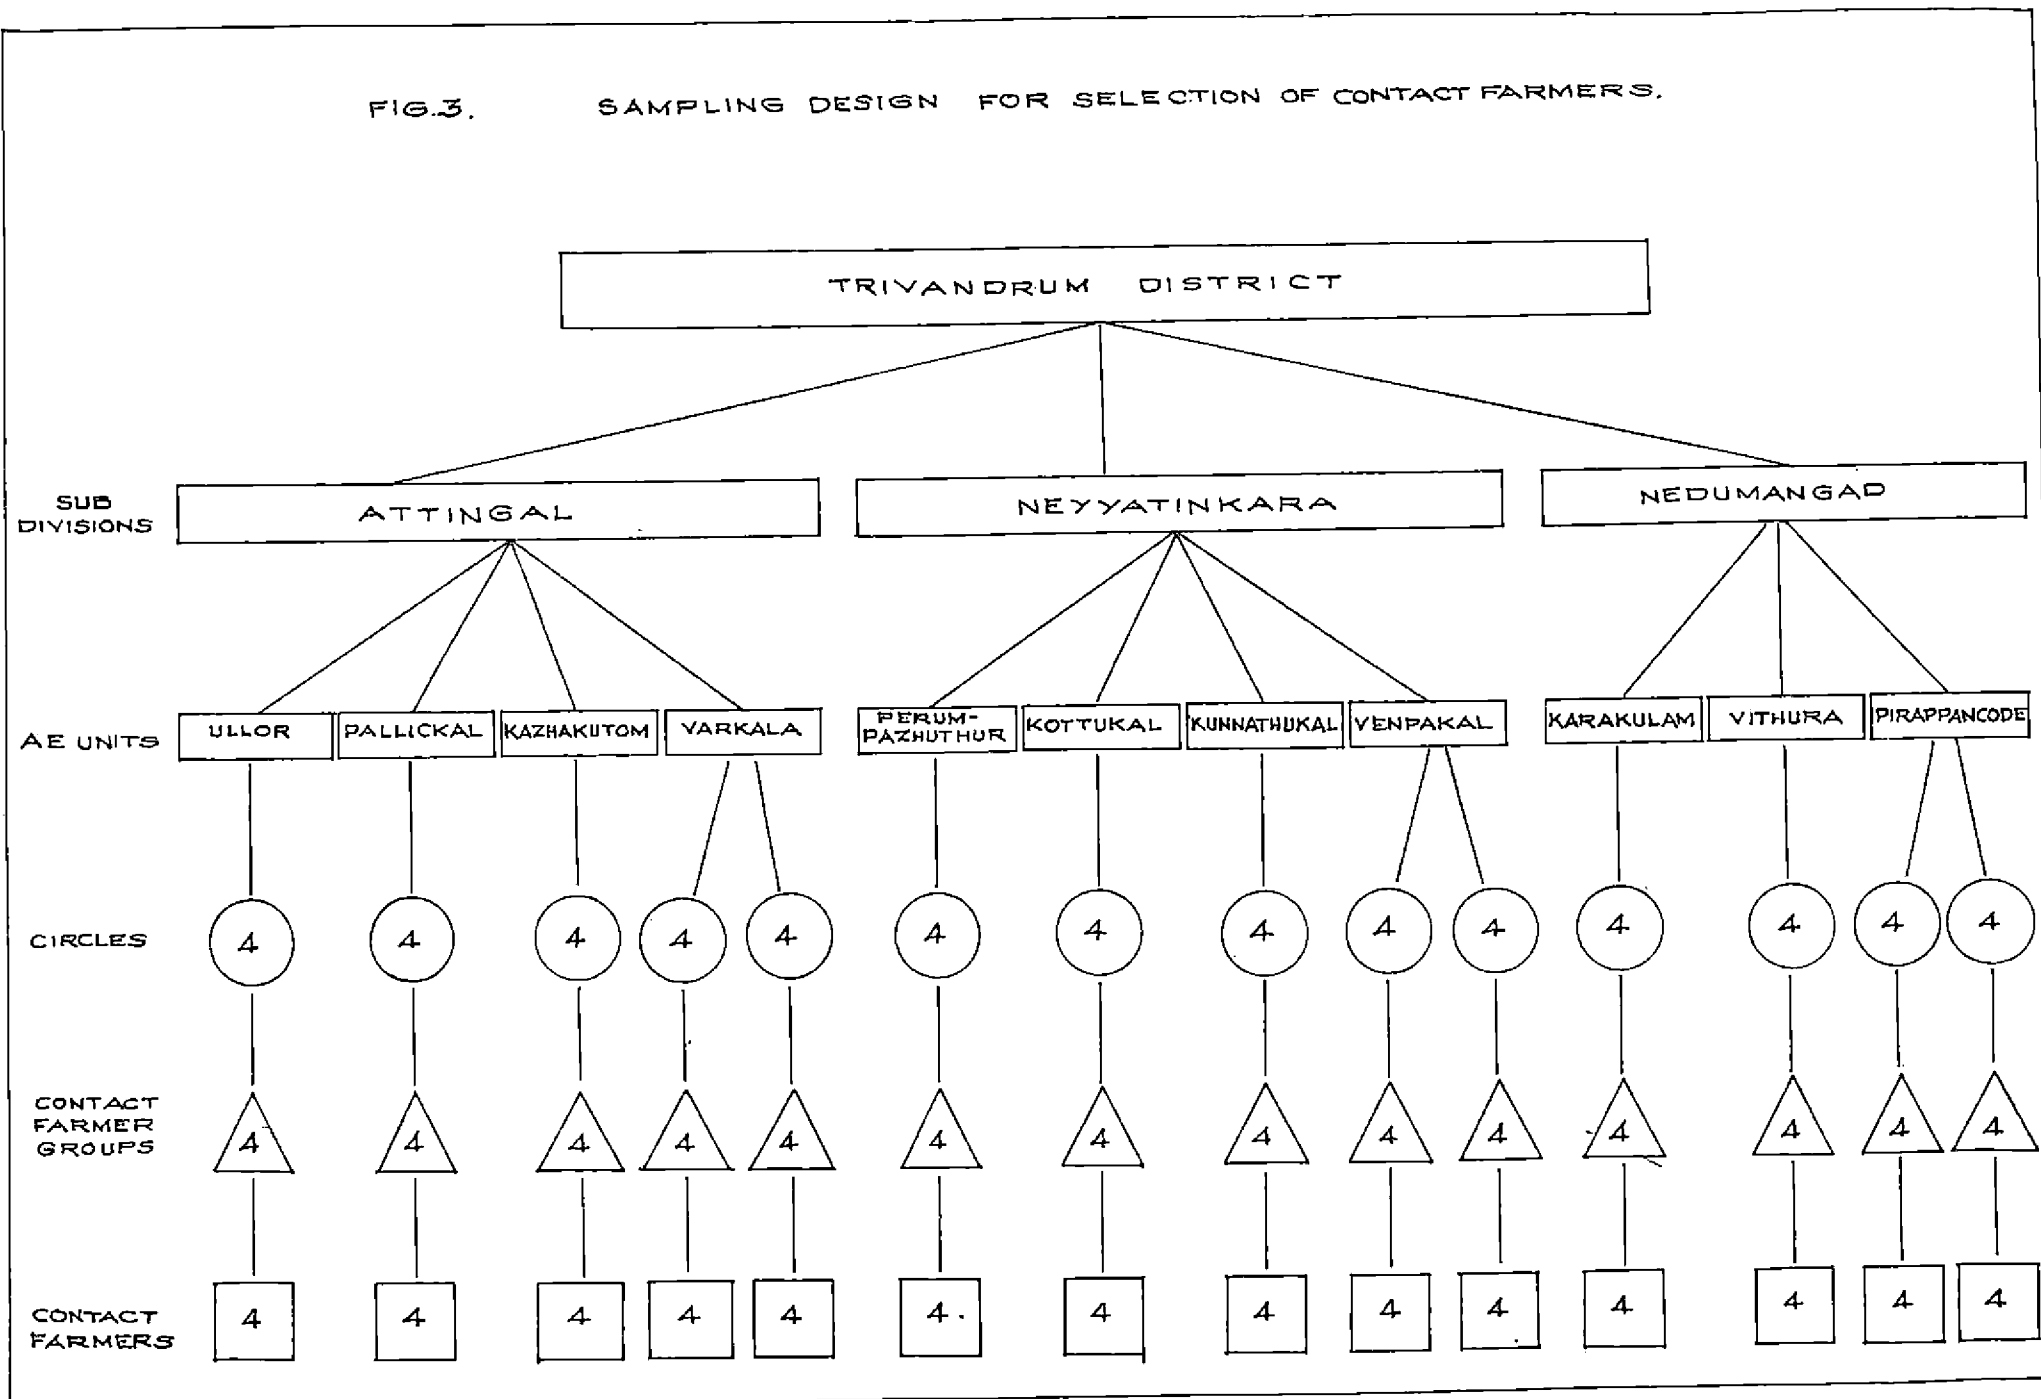 FIG.3. SAMPLING DESIGN FOR SELECTION OF CONTACT FARMERS.
TRIVANDRUM DISTRICT
SUB
DIVISIONS
ATTINGAL
NEYYATINKARA
NEDUMANGAD
AE UNITS
ULLOR
PALLICKAL
KAZHAKUTOM
VARKALA
PERUM-
PAZHUTHUR
KOTTUKAL
KUNNATHUKAL
VENPAKAL
KARAKULAM
VITHURA
PIRAPPANCODE
CIRCLES
4 4 4 4 4 4 4 4 4 4 4 4 4 4
CONTACT
FARMER
GROUPS
4 4 4 4 4 4 4 4 4 4 4 4 4 4
CONTACT
FARMERS
4 4 4 4 4 4 4 4 4 4 4 4 4 4